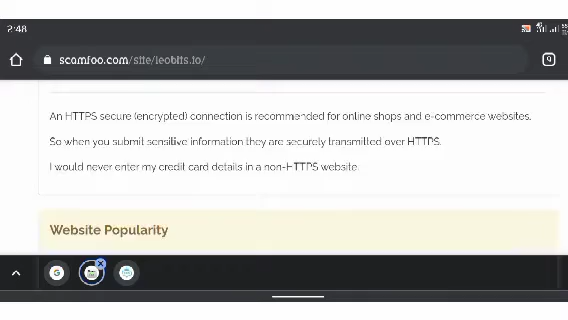 2:48
scamfoo.com/site/leobits.io/
9
An HTTPS secure (encrypted) connection is recommended for online shops and e-commerce websites.
So when you submit sensitive information they are securely transmitted over HTTPS.
I would never enter my credit card details in a non-HTTPS website.
Website Popularity